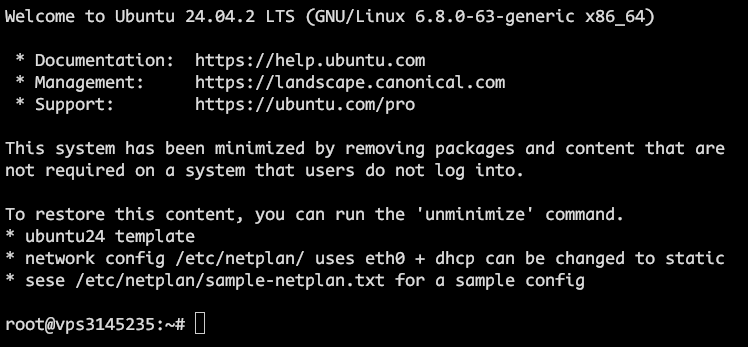 Welcome to Ubuntu 24.04.2 LTS (GNU/Linux 6.8.0-63-generic x86_64)
* Documentation:  https://help.ubuntu.com
* Management:     https://landscape.canonical.com
* Support:        https://ubuntu.com/pro
This system has been minimized by removing packages and content that are
not required on a system that users do not log into.
To restore this content, you can run the 'unminimize' command.
* ubuntu24 template
* network config /etc/netplan/ uses eth0 + dhcp can be changed to static
* sese /etc/netplan/sample-netplan.txt for a sample config
root@vps3145235:~#